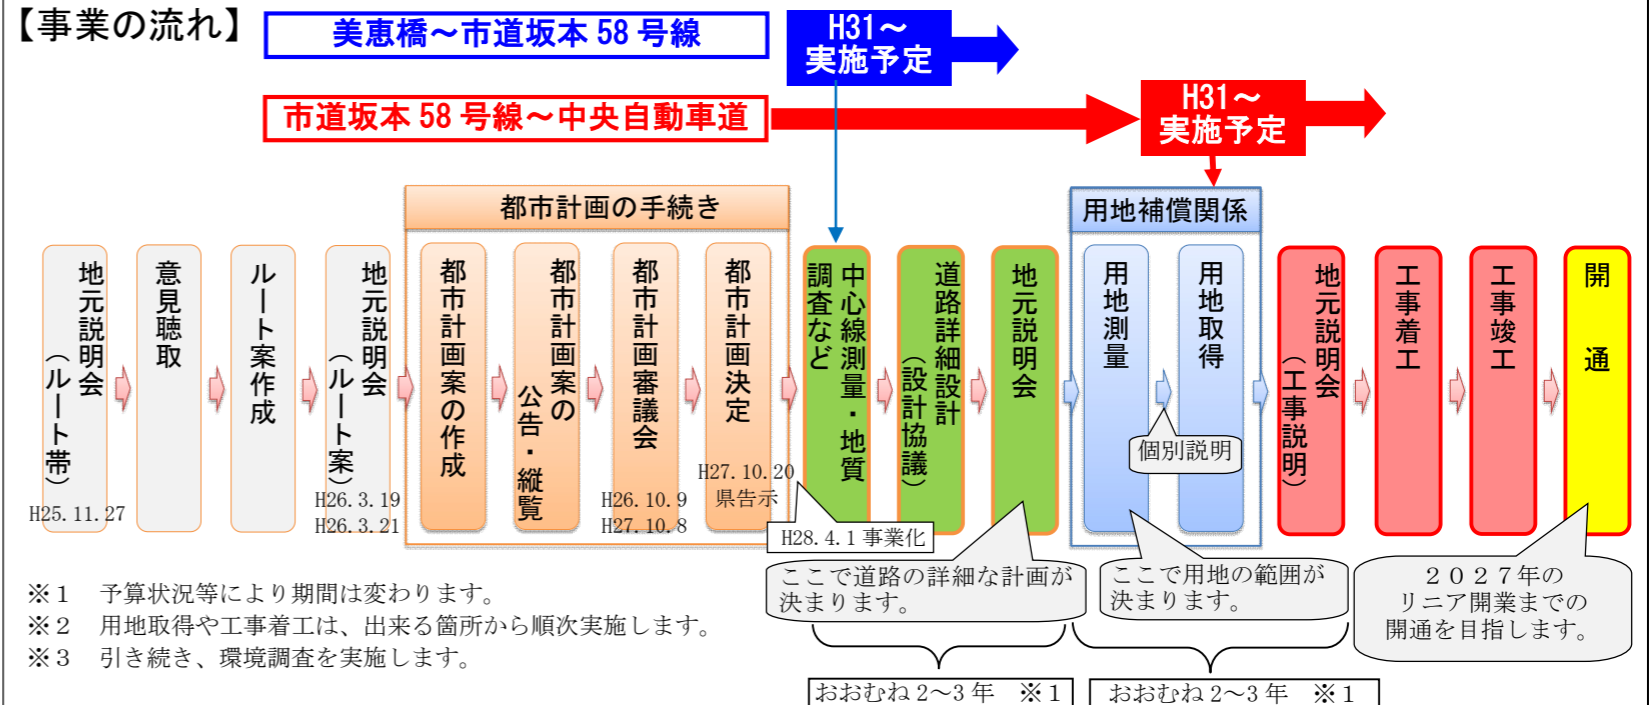 【事業の流れ】
美恵橋～市道坂本 58 号線
H31～
実施予定
市道坂本 58 号線～中央自動車道
H31～
実施予定
都市計画の手続き
用地補償関係
地元説明会
（ルート帯）
H25.11.27
意見聴取
ルート案作成
地元説明会
（ルート案）
H26.3.19
H26.3.21
都市計画案の作成
都市計画案の
公告・縦覧
都市計画審議会
H26.10.9
H27.10.8
都市計画決定
H27.10.20
県告示
H28.4.1 事業化
中心線測量・地質
調査など
道路詳細設計
（設計協議）
地元説明会
用地測量
個別説明
用地取得
地元説明会
（工事説明）
工事着工
工事竣工
開通
ここで道路の詳細な計画が
決まります。
ここで用地の範囲が
決まります。
２０２７年の
リニア開業までの
開通を目指します。
おおむね 2～3 年　※１
おおむね 2～3 年　※１
※１　予算状況等により期間は変わります。
※２　用地取得や工事着工は、出来る箇所から順次実施します。
※３　引き続き、環境調査を実施します。